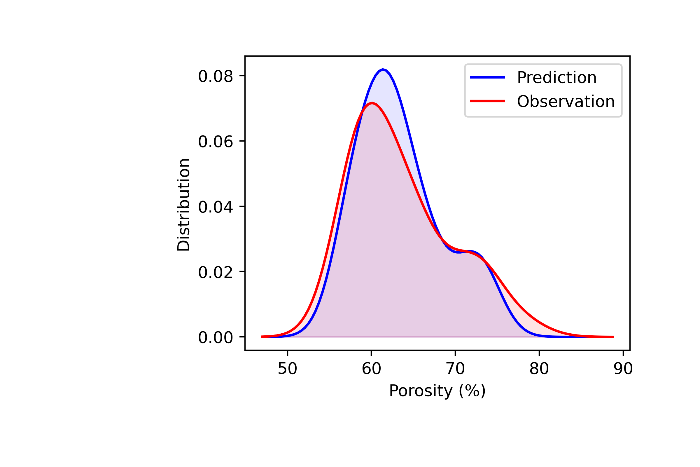 Prediction
Observation
0.08
0.06
0.04
0.02
0.00
Distribution
50 60 70 80 90
Porosity (%)